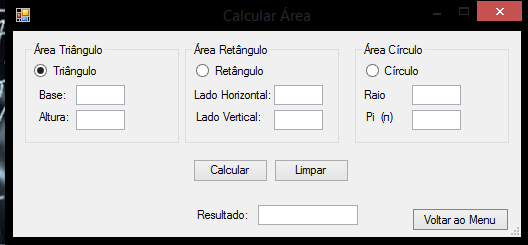 Calcular Área
Área Triângulo
Triângulo
Base:
Altura:
Área Retângulo
Retângulo
Lado Horizontal:
Lado Vertical:
Área Círculo
Círculo
Raio
Pi (п)
Calcular
Limpar
Resultado:
Voltar ao Menu